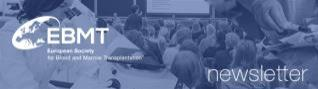 EBMT
European Society
for Blood and Marrow Transplantation
newsletter